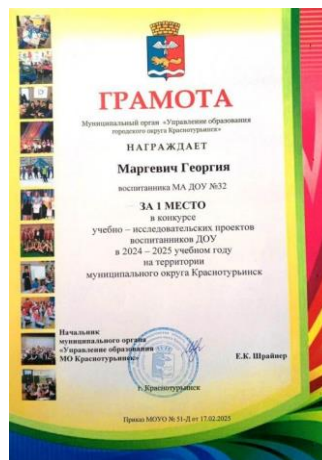 ГРАМОТА
Муниципальный орган «Управление образования
городского округа Краснотурьинск»
НАГРАЖДАЕТ
Маргевич Георгия
воспитанника МА ДОУ №32
ЗА 1 МЕСТО
в конкурсе
учебно – исследовательских проектов
воспитанников ДОУ
в 2024 – 2025 учебном году
на территории
муниципального округа Краснотурьинск
Начальник
муниципального органа
«Управление образования
МО Краснотурьинск»
Е.К. Шрайнер
г. Краснотурьинск
Приказ МОУО № 51-Д от 17.02.2025